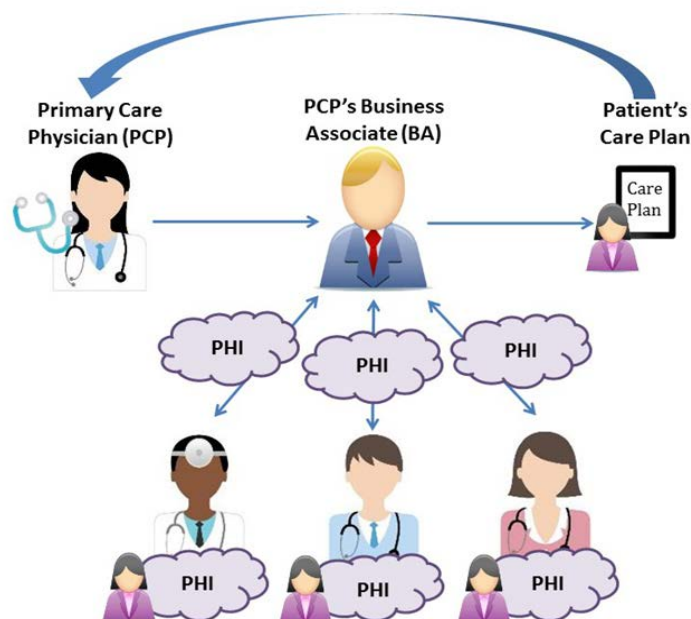 Primary Care
Physician (PCP)
PCP's Business
Associate (BA)
Patient's
Care Plan
Care
Plan
PHI
PHI
PHI
PHI
PHI
PHI